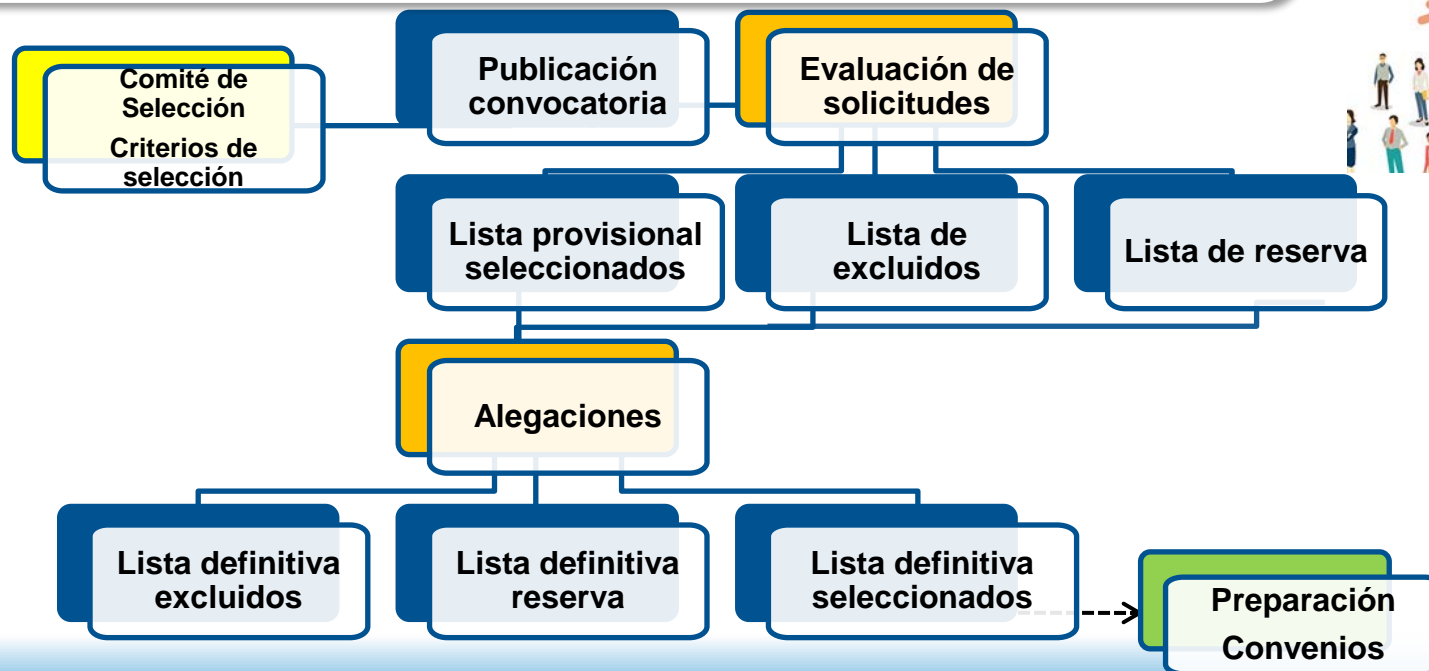 Comité de
Selección
Criterios de
selección
Publicación
convocatoria
Evaluación de
solicitudes
Lista provisional
seleccionados
Lista de
excluidos
Lista de reserva
Alegaciones
Lista definitiva
excluidos
Lista definitiva
reserva
Lista definitiva
seleccionados
Preparación
Convenios